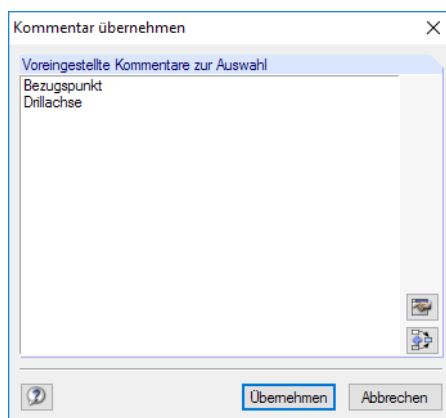 Kommentar übernehmen
Voreingestellte Kommentare zur Auswahl
Bezugspunkt
Drillachse
Übernehmen
Abbrechen